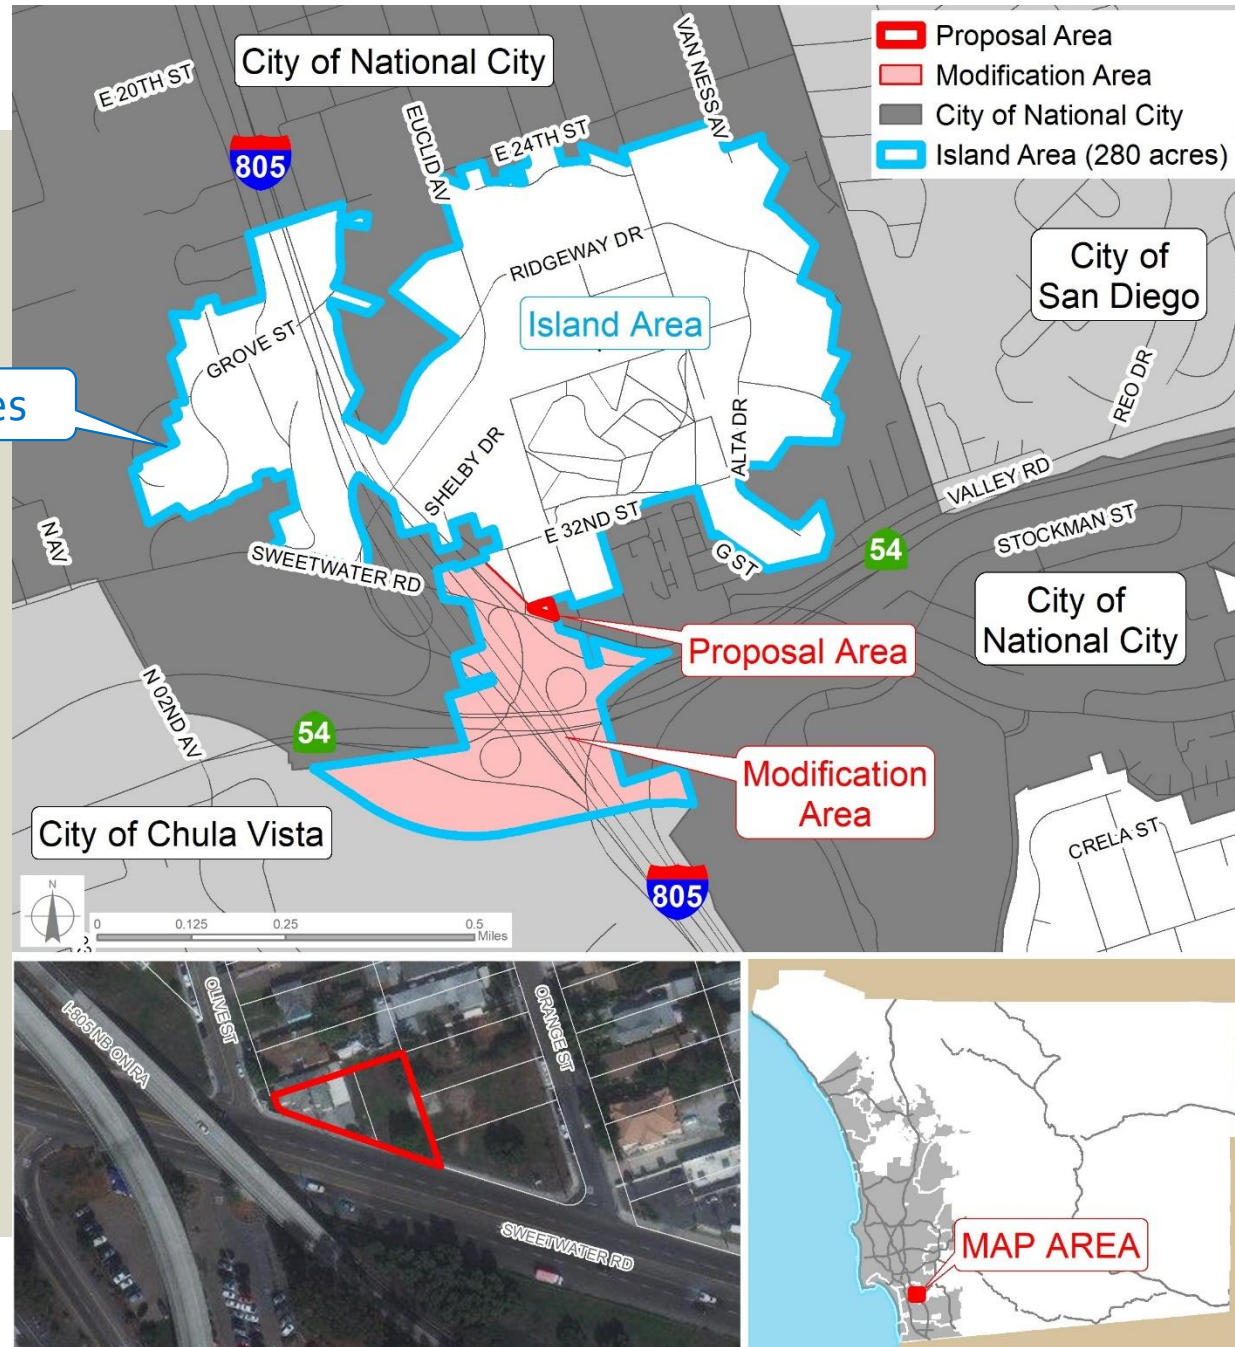 City of National City
E 20TH ST
805
EUCLID AV
E 24TH ST
VAN NESS AV
Proposal Area
Modification Area
City of National City
Island Area (280 acres)
City of
San Diego
RIDGEWAY DR
Island Area
GROVE ST
REO DR
es
SHELBY DR
ALTA DR
VALLEY RD
N AV
E 32ND ST
STOCKMAN ST
SWEETWATER RD
G ST
54
City of
National City
Proposal Area
N 02ND AV
54
Modification
Area
City of Chula Vista
CRELA ST
805
N
0 0.125 0.25 0.5
Miles
OLIVE ST
I-805 NB ON RA
ORANGE ST
SWEETWATER RD
MAP AREA